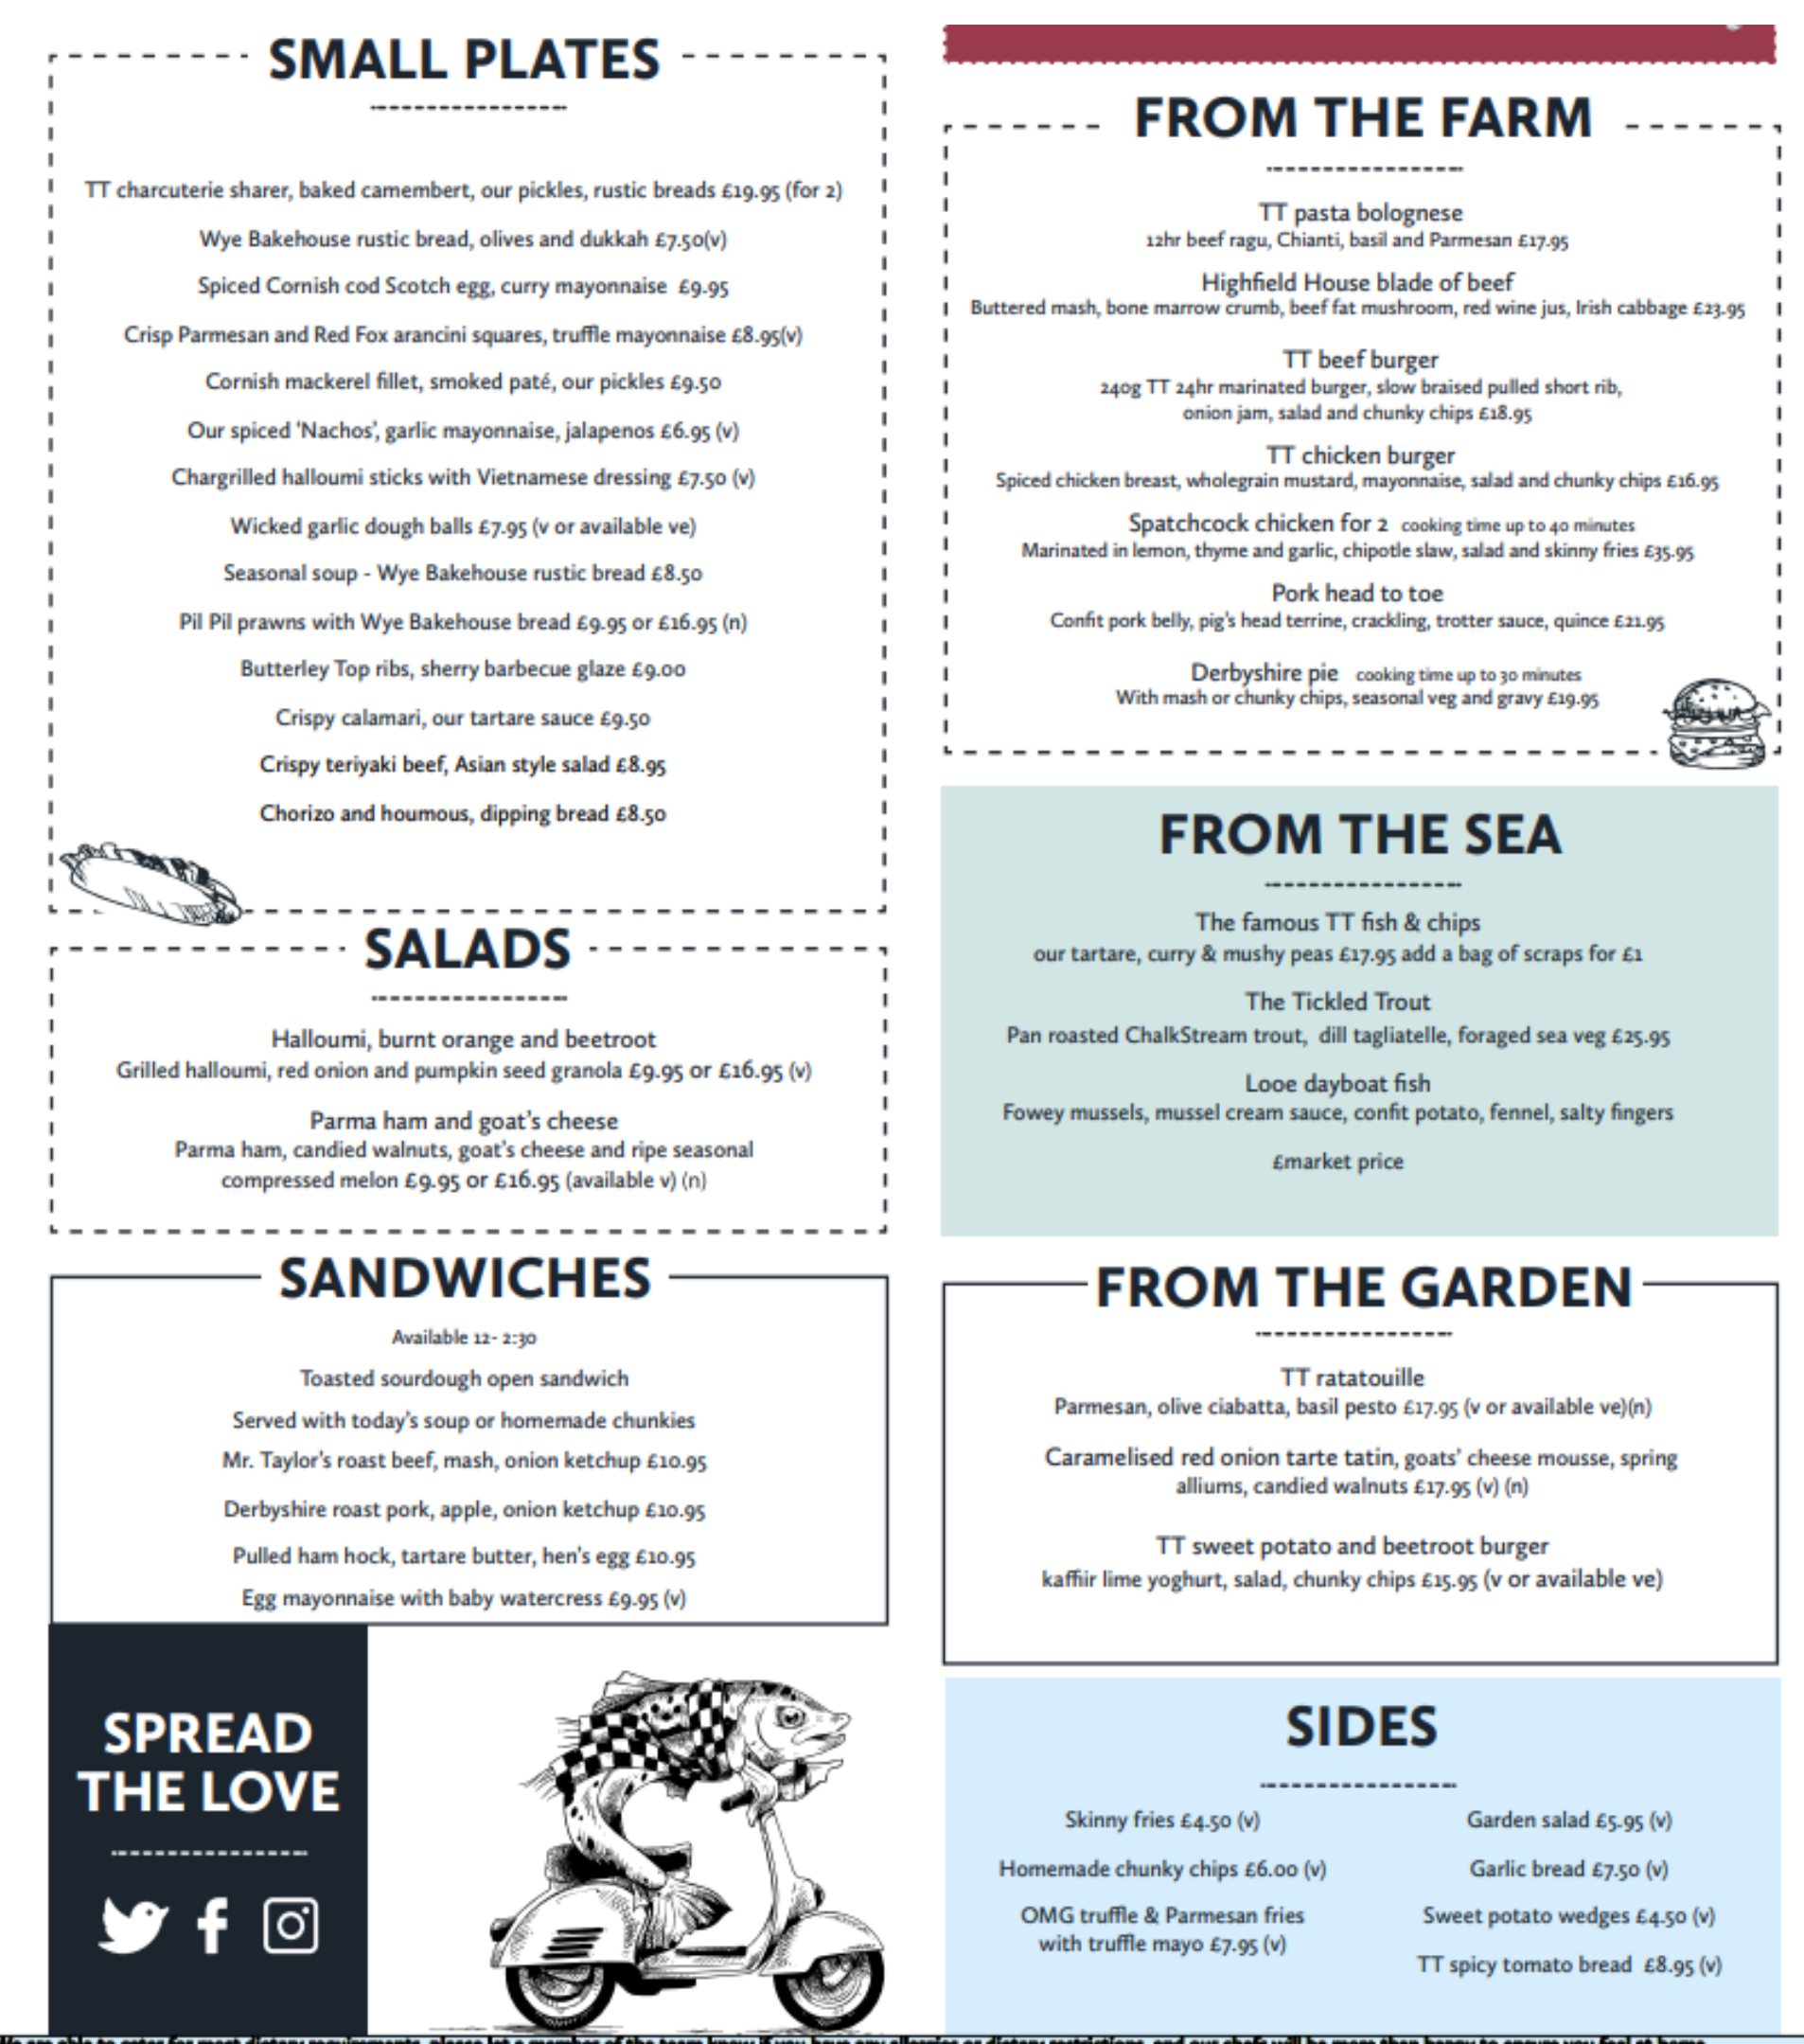 SMALL PLATES
TT charcuterie sharer, baked camembert, our pickles, rustic breads £19.95 (for 2)
Wye Bakehouse rustic bread, olives and dukkah £7.50(v)
Spiced Cornish cod Scotch egg, curry mayonnaise £9.95
Crisp Parmesan and Red Fox arancini squares, truffle mayonnaise £8.95(v)
Cornish mackerel fillet, smoked paté, our pickles £9.50
Our spiced ‘Nachos’, garlic mayonnaise, jalapenos £6.95 (v)
Chargrilled halloumi sticks with Vietnamese dressing £7.50 (v)
Wicked garlic dough balls £7.95 (v or available ve)
Seasonal soup - Wye Bakehouse rustic bread £8.50
Pil Pil prawns with Wye Bakehouse bread £9.95 or £16.95 (n)
Butterley Top ribs, sherry barbecue glaze £9.00
Crispy calamari, our tartare sauce £9.50
Crispy teriyaki beef, Asian style salad £8.95
Chorizo and houmous, dipping bread £8.50
SALADS
Halloumi, burnt orange and beetroot
Grilled halloumi, red onion and pumpkin seed granola £9.95 or £16.95 (v)
Parma ham and goat’s cheese
Parma ham, candied walnuts, goat’s cheese and ripe seasonal
compressed melon £9.95 or £16.95 (available v) (n)
SANDWICHES
Available 12- 2:30
Toasted sourdough open sandwich
Served with today’s soup or homemade chunkies
Mr. Taylor’s roast beef, mash, onion ketchup £10.95
Derbyshire roast pork, apple, onion ketchup £10.95
Pulled ham hock, tartare butter, hen’s egg £10.95
Egg mayonnaise with baby watercress £9.95 (v)
SPREAD
THE LOVE
FROM THE FARM
TT pasta bolognese
12hr beef ragu, Chianti, basil and Parmesan £17.95
Highfield House blade of beef
Buttered mash, bone marrow crumb, beef fat mushroom, red wine jus, Irish cabbage £23.95
TT beef burger
240g TT 24hr marinated burger, slow braised pulled short rib,
onion jam, salad and chunky chips £18.95
TT chicken burger
Spiced chicken breast, wholegrain mustard, mayonnaise, salad and chunky chips £16.95
Spatchcock chicken for 2 cooking time up to 40 minutes
Marinated in lemon, thyme and garlic, chipotle slaw, salad and skinny fries £35.95
Pork head to toe
Confit pork belly, pig’s head terrine, crackling, trotter sauce, quince £21.95
Derbyshire pie cooking time up to 30 minutes
With mash or chunky chips, seasonal veg and gravy £19.95
FROM THE SEA
The famous TT fish & chips
our tartare, curry & mushy peas £17.95 add a bag of scraps for £1
The Tickled Trout
Pan roasted ChalkStream trout, dill tagliatelle, foraged sea veg £25.95
Looe dayboat fish
Fowey mussels, mussel cream sauce, confit potato, fennel, salty fingers
£market price
FROM THE GARDEN
TT ratatouille
Parmesan, olive ciabatta, basil pesto £17.95 (v or available ve)(n)
Caramelised red onion tarte tatin, goats’ cheese mousse, spring
alliums, candied walnuts £17.95 (v) (n)
TT sweet potato and beetroot burger
kaffiir lime yoghurt, salad, chunky chips £15.95 (v or available ve)
SIDES
Skinny fries £4.50 (v)
Homemade chunky chips £6.00 (v)
OMG truffle & Parmesan fries
with truffle mayo £7.95 (v)
Garden salad £5.95 (v)
Garlic bread £7.50 (v)
Sweet potato wedges £4.50 (v)
TT spicy tomato bread £8.95 (v)